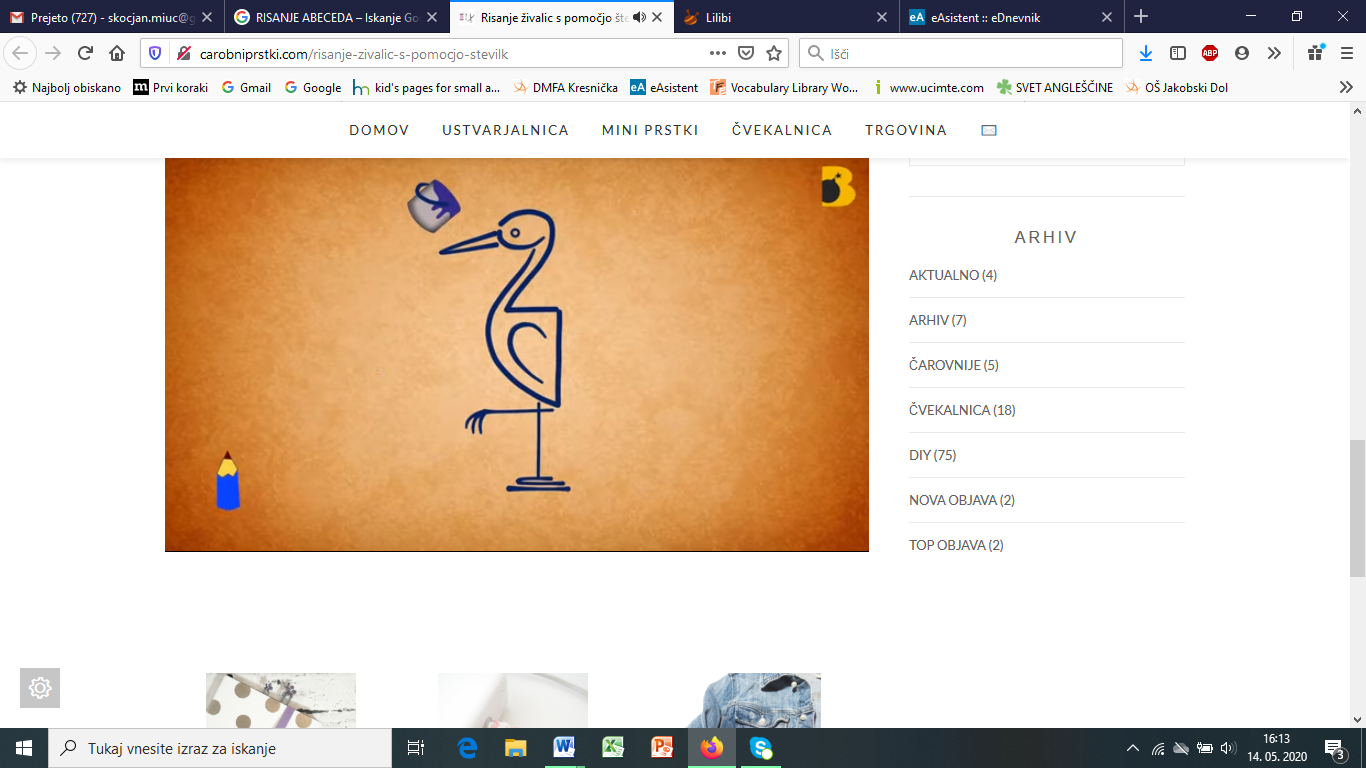 Prejeto (727) - skocjan.miuc@g
RISANJE ABECEDA – Iskanje Go
Risanje živalic s pomočjo šte
Lilibi
eAsistent :: eDnevnik
carobniprstki.com/risanje-zivalic-s-pomocjo-stevilk
Išči
ABP
Najbolj obiskano
Prvi koraki
Gmail
Google
kid's pages for small a...
DMFA Kresnička
eAsistent
Vocabulary Library Wo...
www.ucimte.com
SVET ANGLEŠČINE
OŠ Jakobski Dol
DOMOV
USTVARJALNICA
MINI PRSTKI
ČVEKALNICA
TRGOVINA
B
ARHIV
AKTUALNO (4)
ARHIV (7)
ČAROVNIJE (5)
ČVEKALNICA (18)
DIY (75)
NOVA OBJAVA (2)
TOP OBJAVA (2)
Tukaj vnesite izraz za iskanje
16:13
14. 05. 2020
3